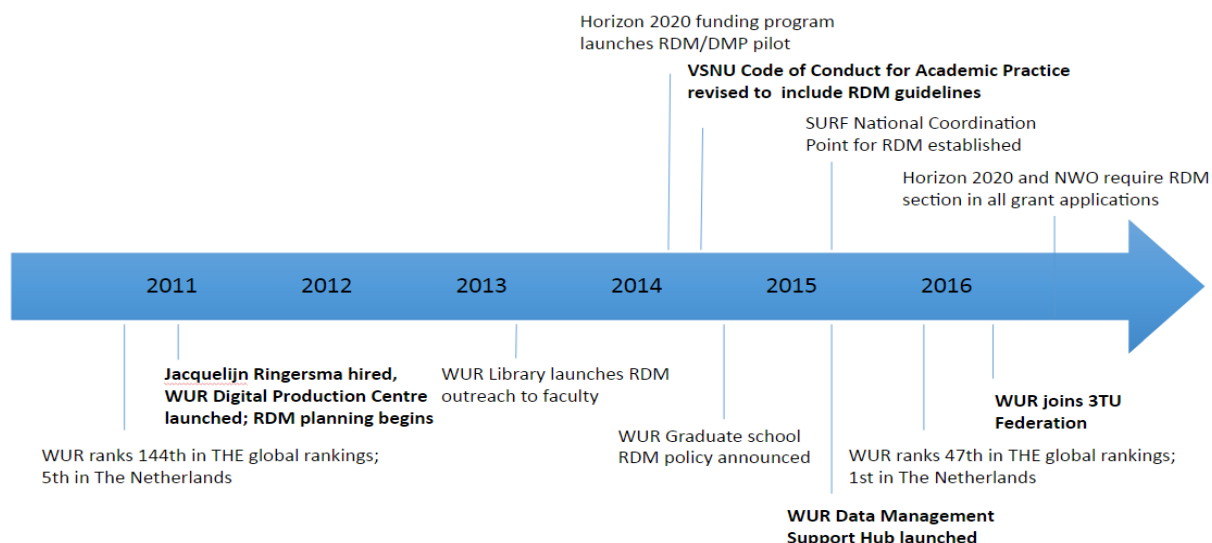 Horizon 2020 funding program
launches RDM/DMP pilot
VSNU Code of Conduct for Academic Practice
revised to include RDM guidelines
SURF National Coordination
Point for RDM established
Horizon 2020 and NWO require RDM
section in all grant applications
2011 2012 2013 2014 2015 2016
Jacquelijn Ringersma hired,
WUR Digital Production Centre
launched; RDM planning begins
WUR ranks 144th in THE global rankings;
5th in The Netherlands
WUR Library launches RDM
outreach to faculty
WUR Graduate school
RDM policy announced
WUR Data Management
Support Hub launched
WUR ranks 47th in THE global rankings;
1st in The Netherlands
WUR joins 3TU
Federation